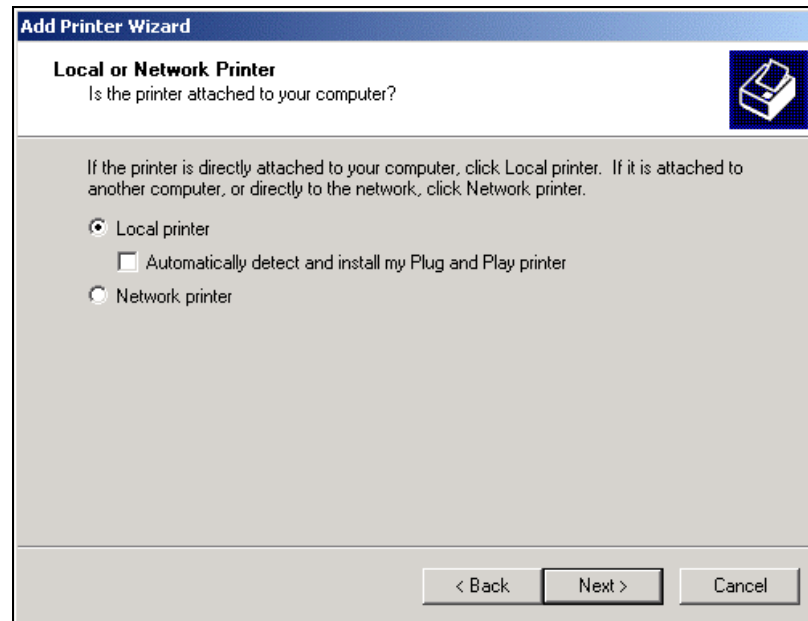 Add Printer Wizard
Local or Network Printer
Is the printer attached to your computer?
If the printer is directly attached to your computer, click Local printer.  If it is attached to
another computer, or directly to the network, click Network printer.
Local printer
Automatically detect and install my Plug and Play printer
Network printer
< Back
Next >
Cancel